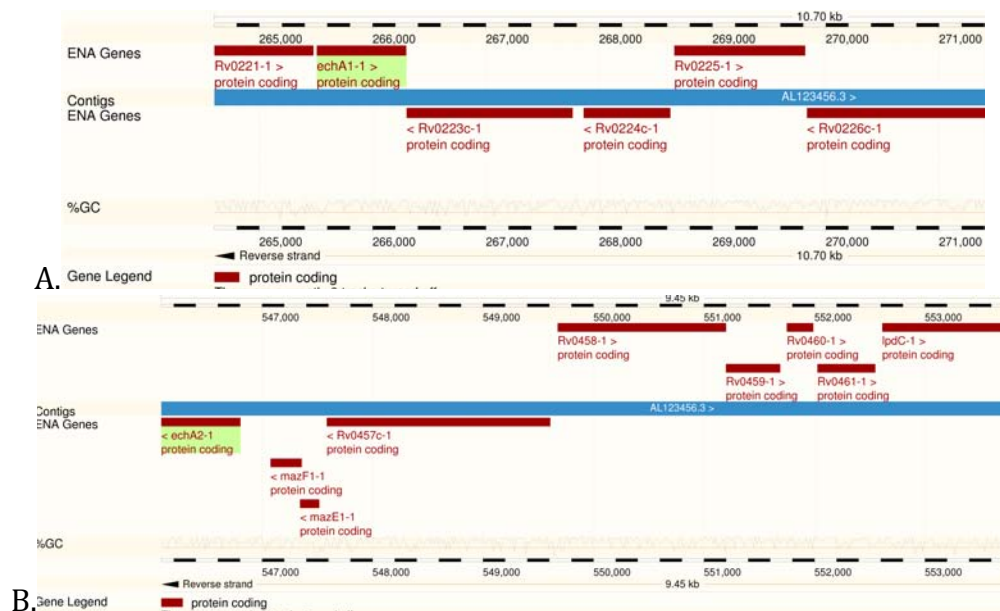 10.70 kb
265,000 266,000 267,000 268,000 269,000 270,000 271,000
ENA Genes
Rv0221-1 > echA1-1 > Rv0225-1 >
protein coding protein coding protein coding
Contigs AL123456.3 >
ENA Genes
< Rv0223c-1 < Rv0224c-1 < Rv0226c-1
protein coding protein coding protein coding
%GC
265,000 266,000 267,000 268,000 269,000 270,000 271,000
Reverse strand 10.70 kb
A. Gene Legend protein coding
9.45 kb
547,000 548,000 549,000 550,000 551,000 552,000 553,000
ENA Genes
Rv0458-1 > Rv0460-1 > lpdC-1 >
protein coding protein coding protein coding
Rv0459-1 > Rv0461-1 >
protein coding protein coding
Contigs AL123456.3 >
ENA Genes
< echA2-1 < Rv0457c-1
protein coding protein coding
< mazF1-1
protein coding
< mazE1-1
protein coding
%GC
547,000 548,000 549,000 550,000 551,000 552,000 553,000
Reverse strand 9.45 kb
B. Gene Legend protein coding